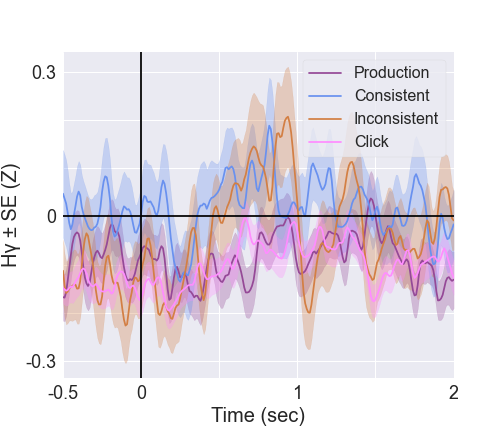 Production
Consistent
Inconsistent
Click
Hγ ± SE (Z)
0.3
0
-0.3
-0.5
0
1
2
Time (sec)